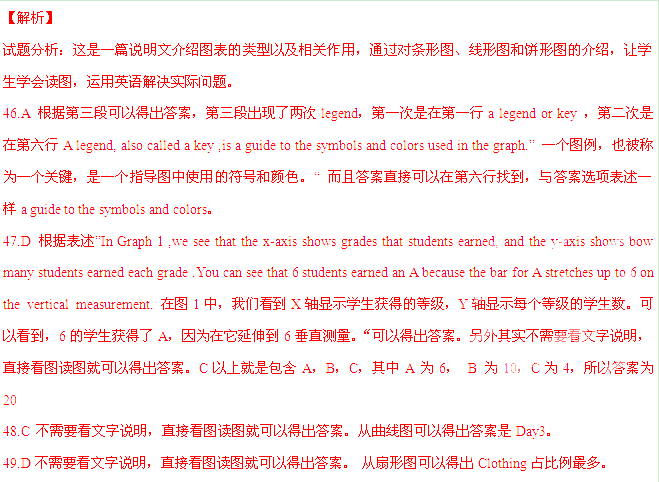 【解析】
试题分析：这是一篇说明文介绍图表的类型以及相关作用，通过对条形图、线形图和饼形图的介绍，让学
生学会读图，运用英语解决实际问题。
46.A 根据第三段可以得出答案，第三段出现了两次 legend，第一次是在第一行 a legend or key ，第二次是
在第六行 A legend, also called a key ,is a guide to the symbols and colors used in the graph.” 一个图例，也被称
为一个关键，是一个指导图中使用的符号和颜色。“ 而且答案直接可以在第六行找到，与答案选项表述一
样 a guide to the symbols and colors。
47.D 根据表述”In Graph 1 ,we see that the x-axis shows grades that students earned, and the y-axis shows bow
many students earned each grade .You can see that 6 students earned an A because the bar for A stretches up to 6 on
the vertical measurement. 在图 1 中，我们看到 X 轴显示学生获得的等级，Y 轴显示每个等级的学生数。可
以看到，6 的学生获得了 A，因为在它延伸到 6 垂直测量。“可以得出答案。另外其实不需要看文字说明，
直接看图读图就可以得出答案。C 以上就是包含 A，B，C，其中 A 为 6， B 为 10，C 为 4，所以答案为
20
48.C 不需要看文字说明，直接看图读图就可以得出答案。从曲线图可以得出答案是 Day3。
49.D 不需要看文字说明，直接看图读图就可以得出答案。 从扇形图可以得出 Clothing 占比例最多。